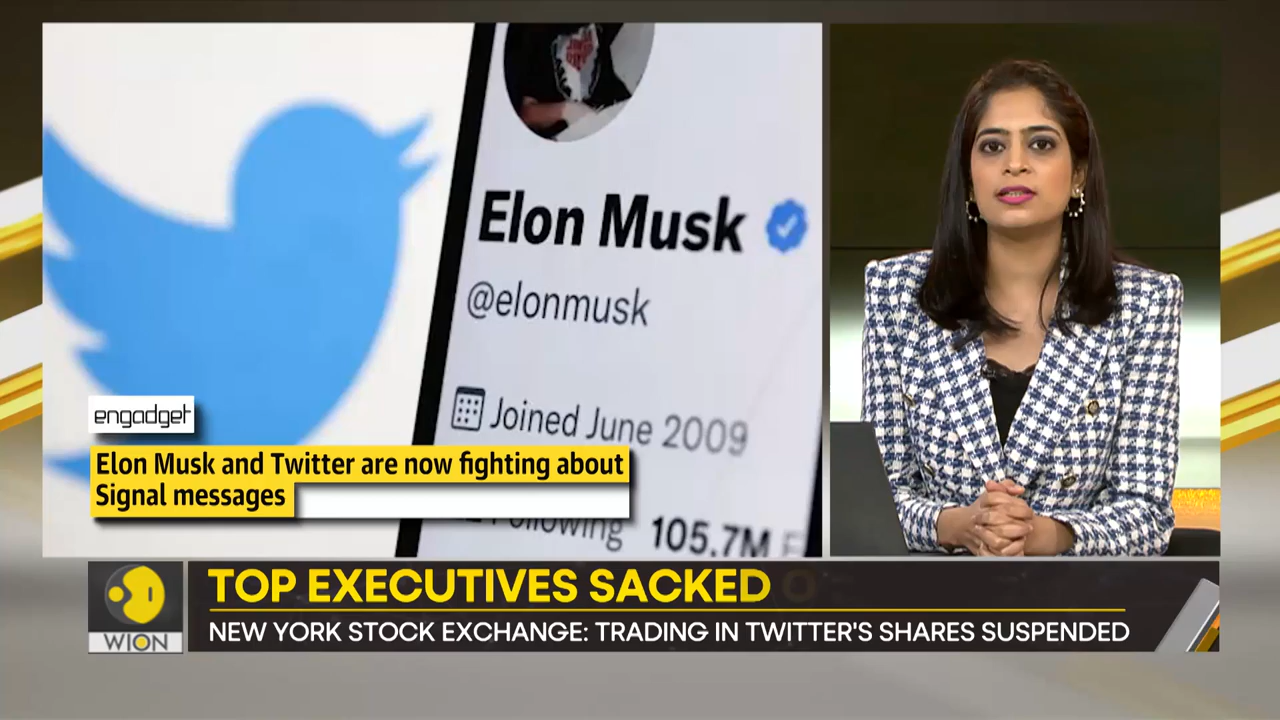 Elon Musk
@elonmusk
Joined June 2009
Following 105.7M
engadget
Elon Musk and Twitter are now fighting about
Signal messages
TOP EXECUTIVES SACKED O
NEW YORK STOCK EXCHANGE: TRADING IN TWITTER'S SHARES SUSPENDED
WION